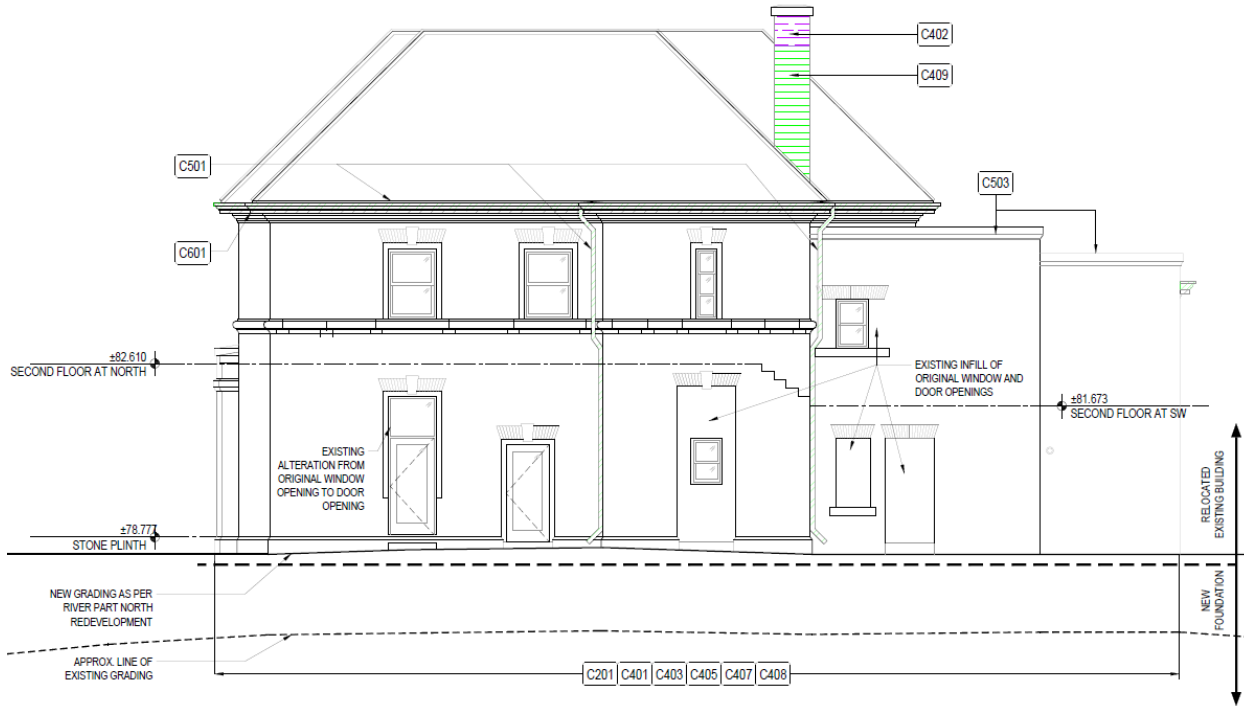 C402
C409
C501
C503
C601
±82.610
SECOND FLOOR AT NORTH
EXISTING INFILL OF
ORIGINAL WINDOW AND
DOOR OPENINGS
±81.673
SECOND FLOOR AT SW
EXISTING
ALTERATION FROM
ORIGINAL WINDOW
OPENING TO DOOR
OPENING
RELOCATED
EXISTING BUILDING
±78.777
STONE PLINTH
NEW GRADING AS PER
RIVER PART NORTH
REDEVELOPMENT
NEW
FOUNDATION
APPROX. LINE OF
EXISTING GRADING
C201 C401 C403 C405 C407 C408